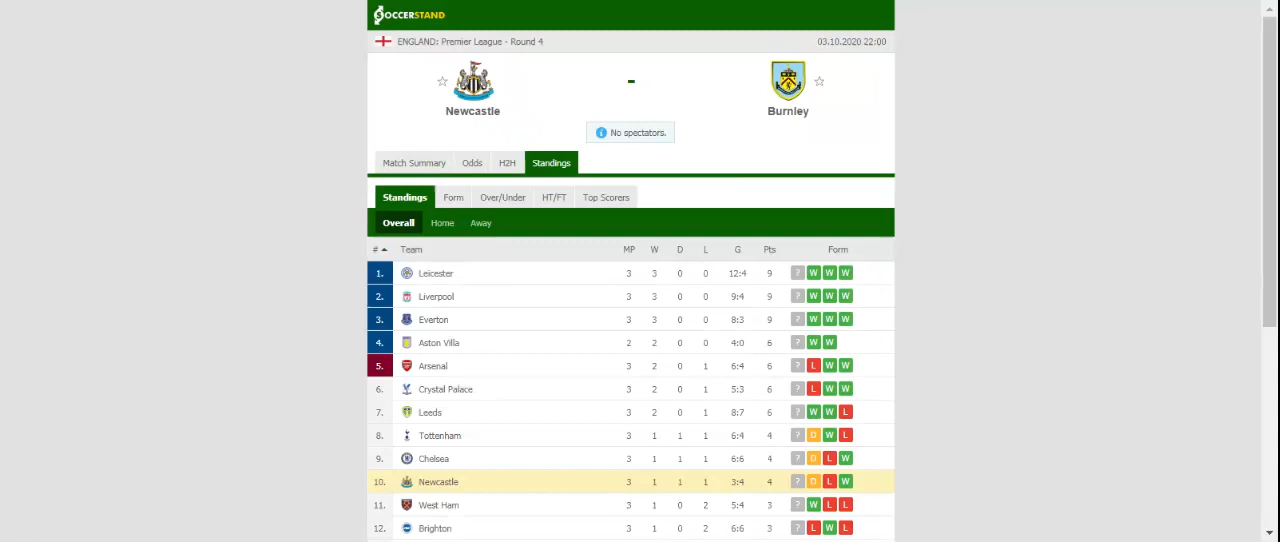 SOCCERSTAND
ENGLAND: Premier League - Round 4 03.10.2020 22:00
-
Newcastle Burnley
No spectators.
Match Summary Odds H2H Standings
Standings Form Over/Under HT/FT Top Scorers
Overall Home Away
# Team MP W D L G Pts Form
1. Leicester 3 3 0 0 12:4 9 ? W W W
2. Liverpool 3 3 0 0 9:4 9 ? W W W
3. Everton 3 3 0 0 8:3 9 ? W W W
4. Aston Villa 2 2 0 0 4:0 6 ? W W
5. Arsenal 3 2 0 1 6:4 6 ? L W W
6. Crystal Palace 3 2 0 1 5:3 6 ? L W W
7. Leeds 3 2 0 1 8:7 6 ? W W L
8. Tottenham 3 1 1 1 6:4 4 ? D W L
9. Chelsea 3 1 1 1 6:6 4 ? D L W
10. Newcastle 3 1 1 1 3:4 4 ? D L W
11. West Ham 3 1 0 2 5:4 3 ? W L L
12. Brighton 3 1 0 2 6:6 3 ? L W L